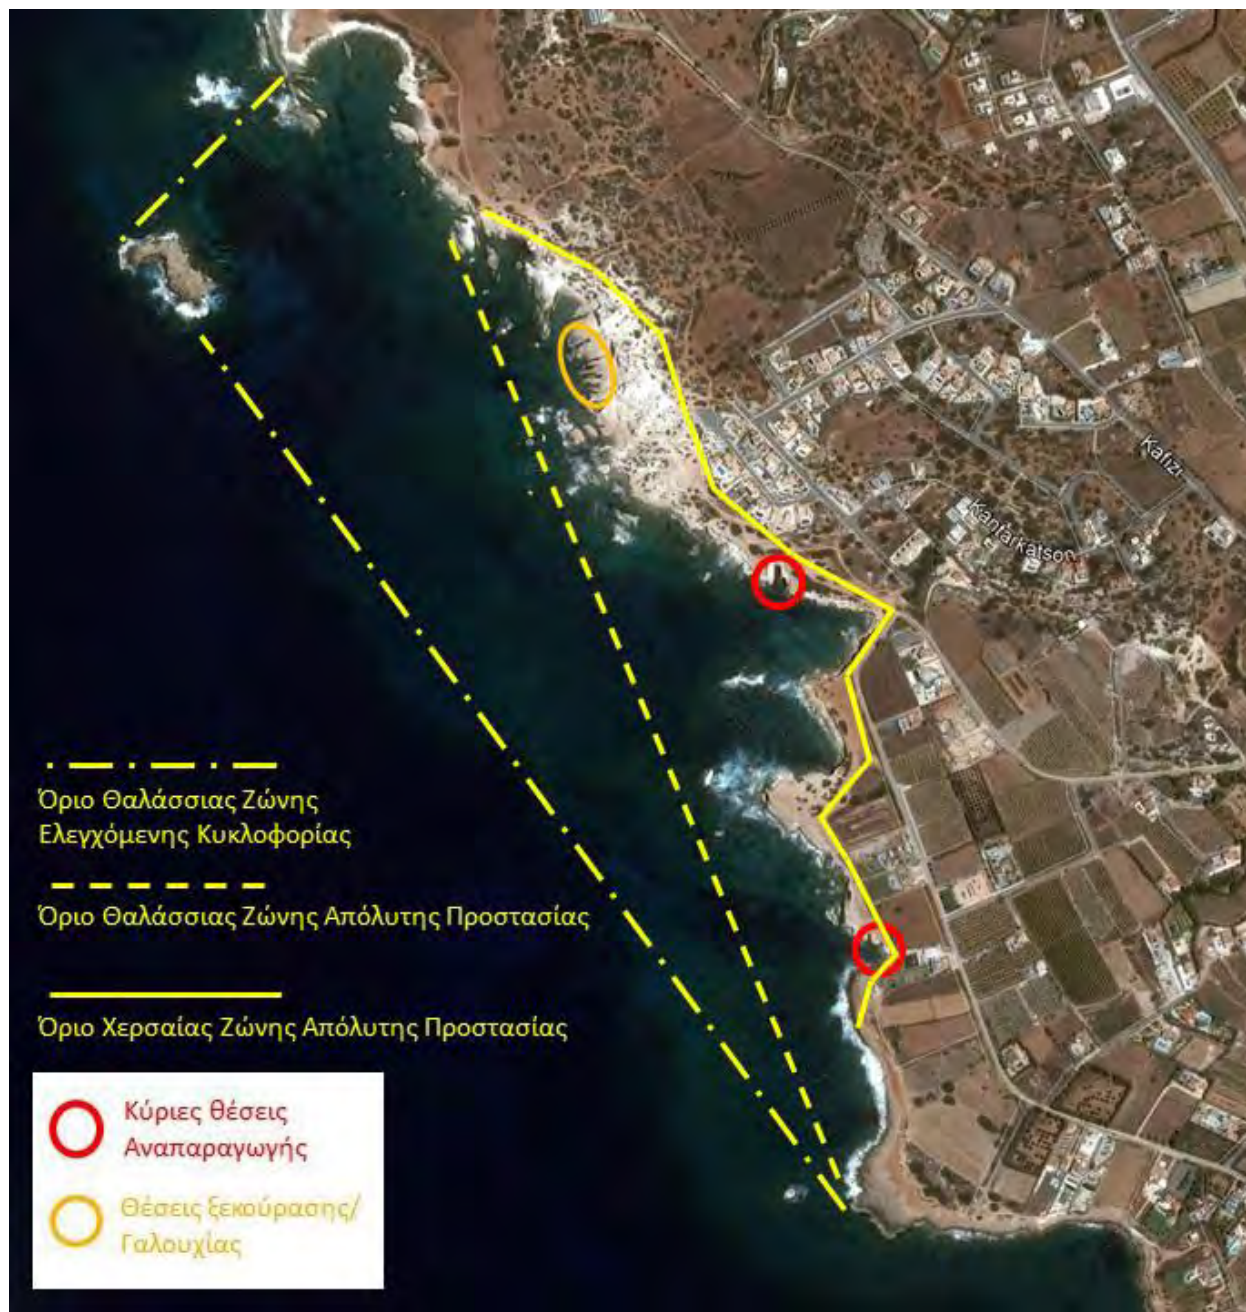 Kafizi
Kantarkatson
Όριο Θαλάσσιας Ζώνης
Ελεγχόμενης Κυκλοφορίας
Όριο Θαλάσσιας Ζώνης Απόλυτης Προστασίας
Όριο Χερσαίας Ζώνης Απόλυτης Προστασίας
Κύριες θέσεις
Αναπαραγωγής
Θέσεις ξεκούρασης/
Γαλουχίας